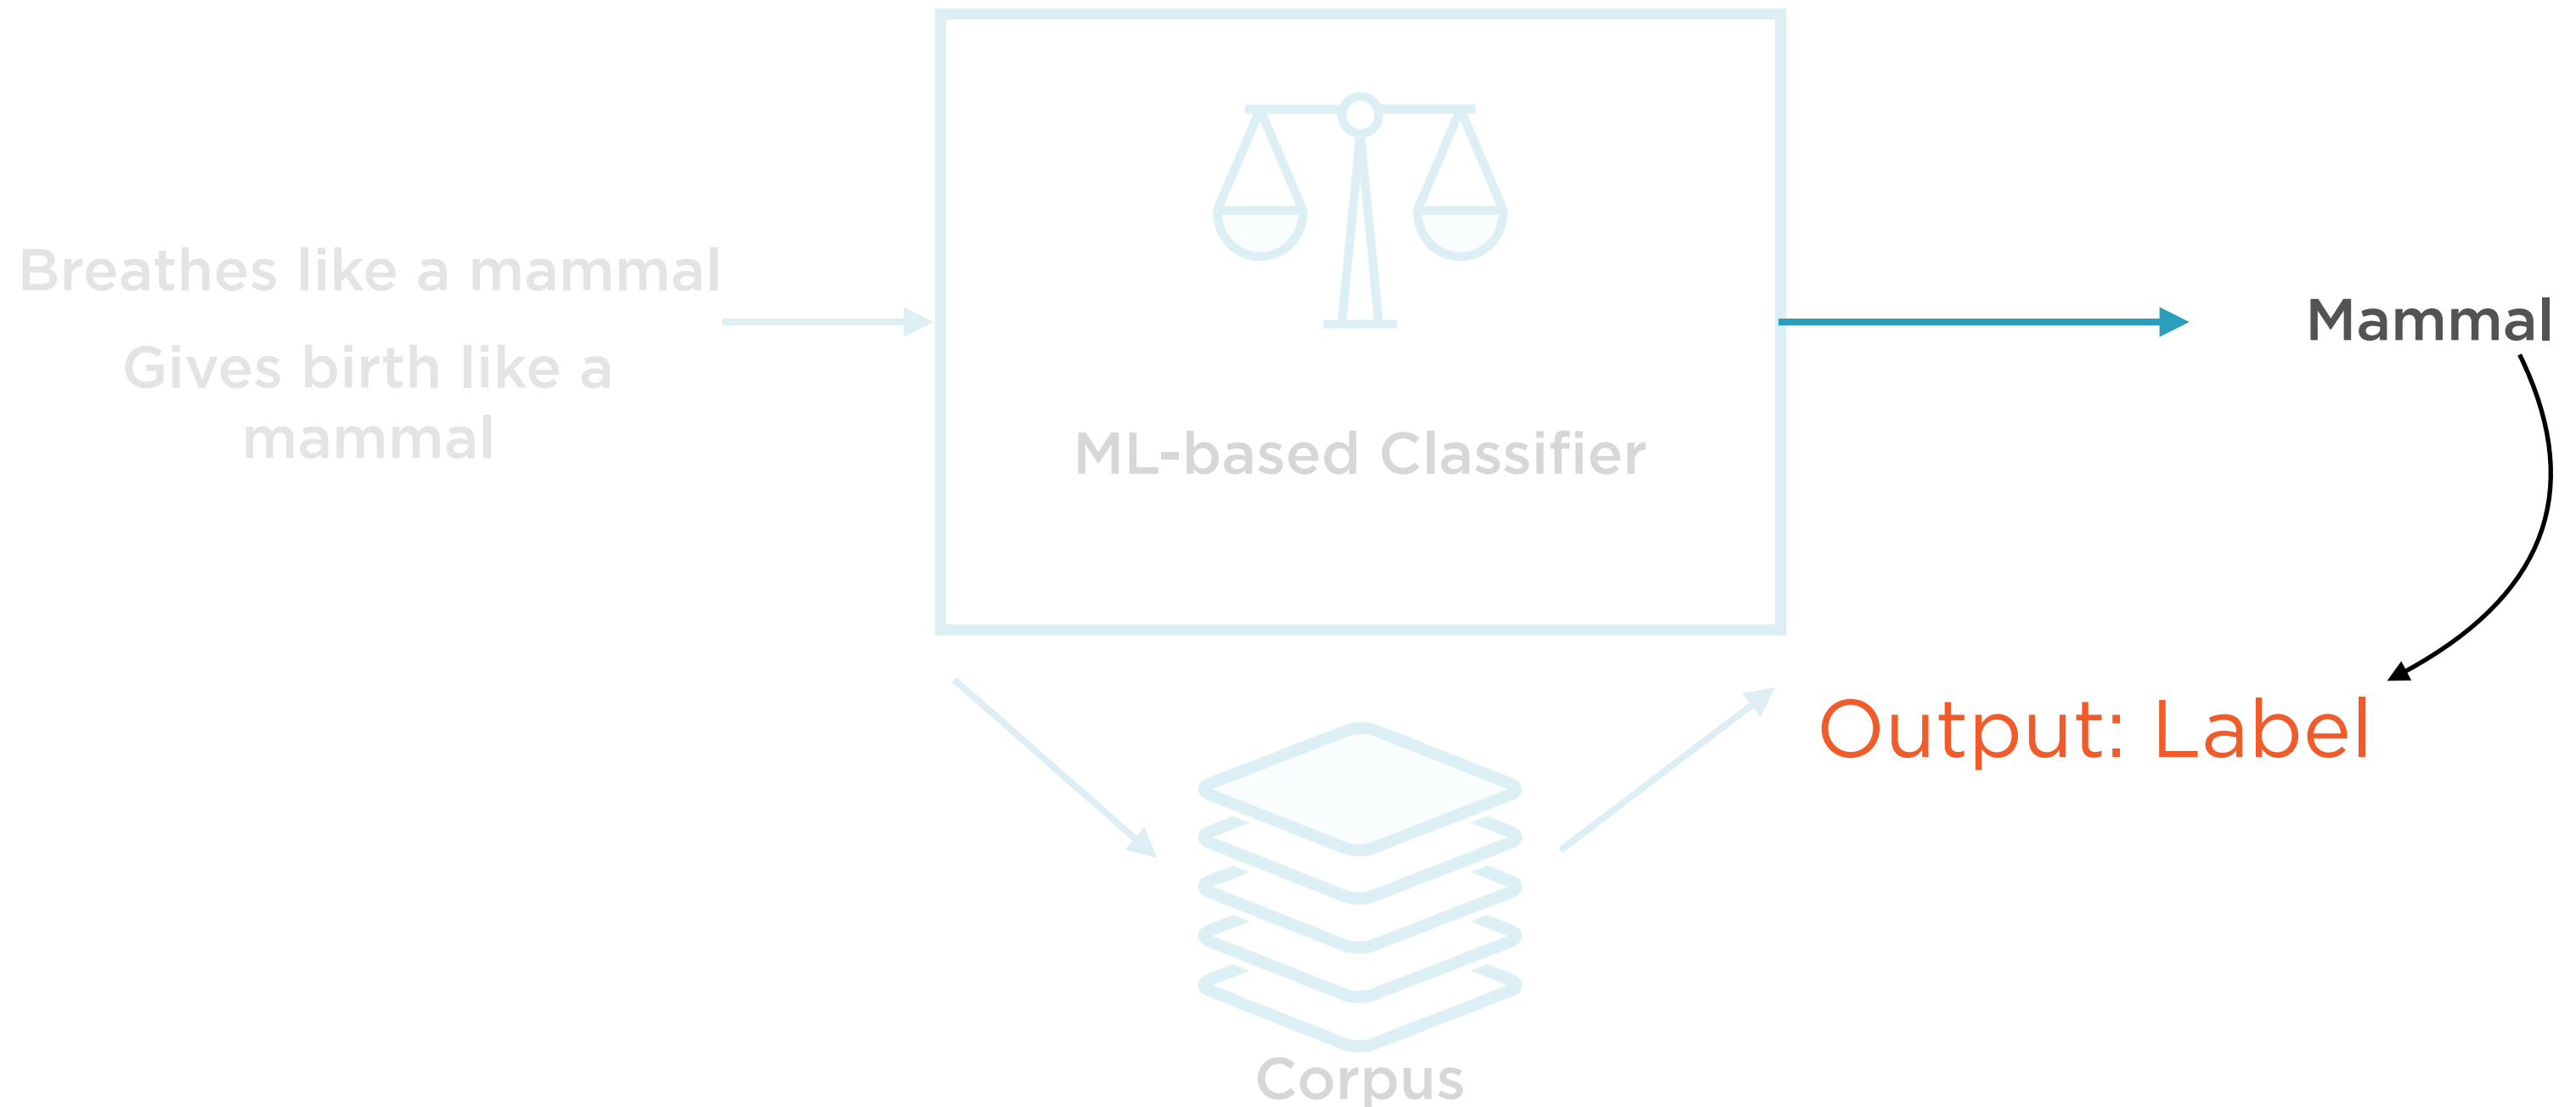 Breathes like a mammal
Gives birth like a
mammal
ML-based Classifier
Mammal
Output: Label
Corpus